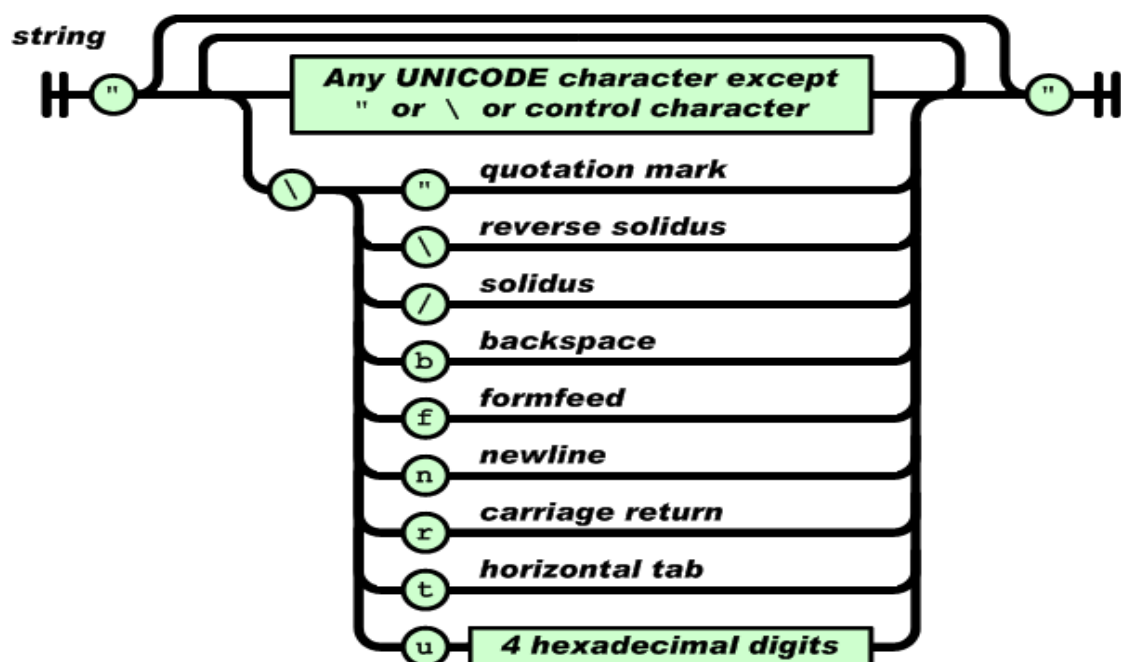 string
" Any UNICODE character except "
" or \ or control character
\ " quotation mark
\ reverse solidus
/ solidus
b backspace
f formfeed
n newline
r carriage return
t horizontal tab
u 4 hexadecimal digits